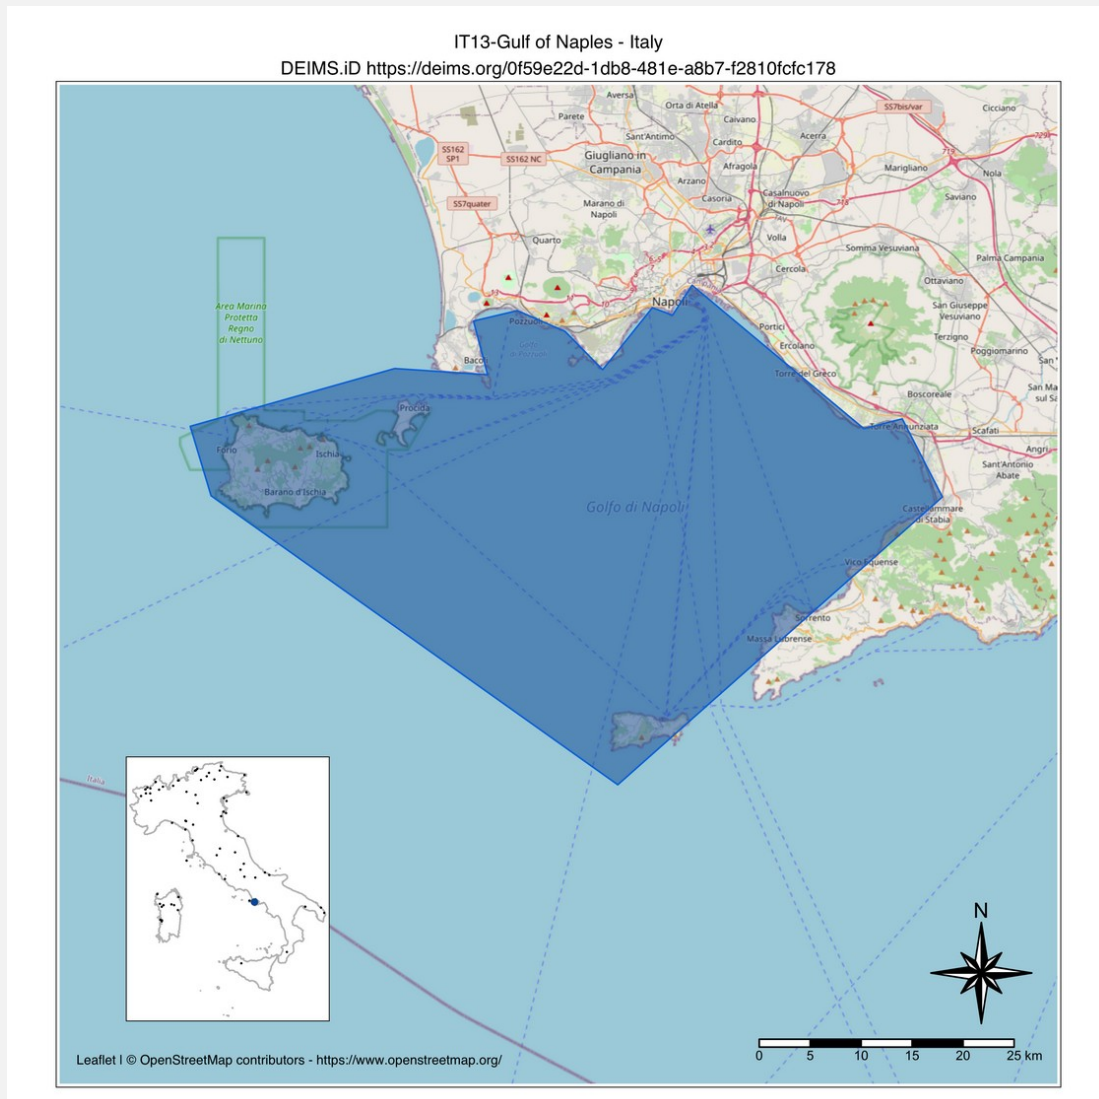 IT13-Gulf of Naples - Italy
DEIMS.iD https://deims.org/0f59e22d-1db8-481e-a8b7-f2810fcfc178
Aversa
Orta di Atella
SS7bis/var
Cicciano
Parete
Caivano
Sant'Antimo
Acerra
Cardito
SS162
SP1
SS162 NC
Giugliano in
Campania
Afragola
Marigliano
Nola
Arzano
Casoria
Casalnuovo
di Napoli
Saviano
SS7quater
Marano di
Napoli
Volla
Quarto
Somma Vesuviana
Palma Campania
Cercola
Ottaviano
Area Marina
Protetta
Regno
di Nettuno
Napoli
San Giuseppe
Vesuviano
Pozzuoli
Portici
Terzigno
Ercolano
Poggiomarino
Bacoli
Torre del Greco
Boscoreale
Procida
Torre Annunziata
Scafati
Forio
Ischia
Angri
Sant'Antonio
Abate
Barano d'Ischia
Golfo di Napoli
Castellammare
di Stabia
Vico Equense
Sorrento
Massa Lubrense
Italia
N
0 5 10 15 20 25 km
Leaflet | © OpenStreetMap contributors - https://www.openstreetmap.org/